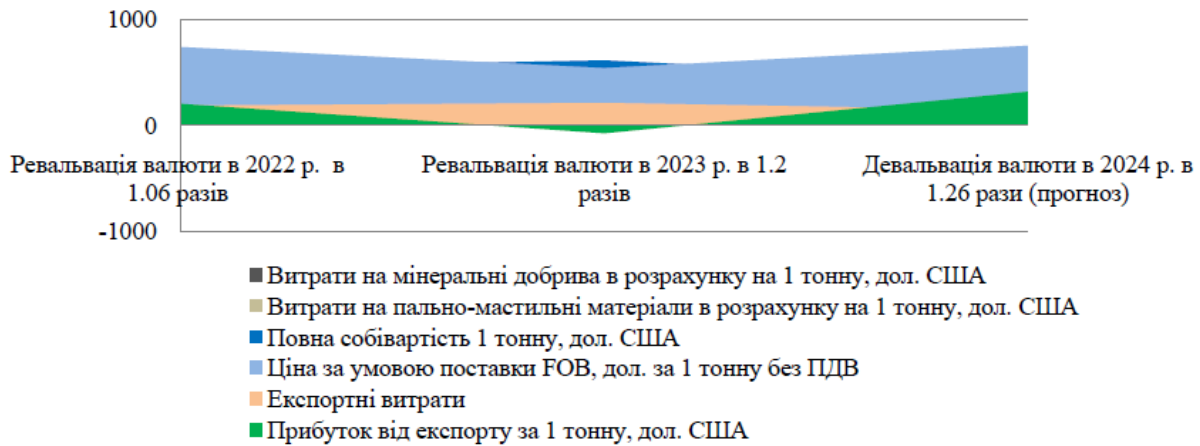 1000
0
Ревальвація валюти в 2022 р. в
1.06 разів
Ревальвація валюти в 2023 р. в 1.2
разів
Девальвація валюти в 2024 р. в
1.26 рази (прогноз)
-1000
Витрати на мінеральні добрива в розрахунку на 1 тонну, дол. США
Витрати на пально-мастильні матеріали в розрахунку на 1 тонну, дол. США
Повна собівартість 1 тонну, дол. США
Ціна за умовою поставки FOB, дол. за 1 тонну без ПДВ
Експортні витрати
Прибуток від експорту за 1 тонну, дол. США